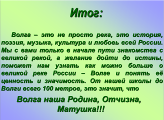 Итог:
Волга – это не просто река, это история,
поэзия, музыка, культура и любовь всей России.
Мы с вами только в начале пути знакомства с
великой рекой, а желание дойти до истины,
поможет нам узнать как можно больше о
великой реке России – Волге и понять её
ценность и значимость. От нашей школы до
Волги всего 100 метров, это значит, что
Волга наша Родина, Отчизна,
Матушка!!!